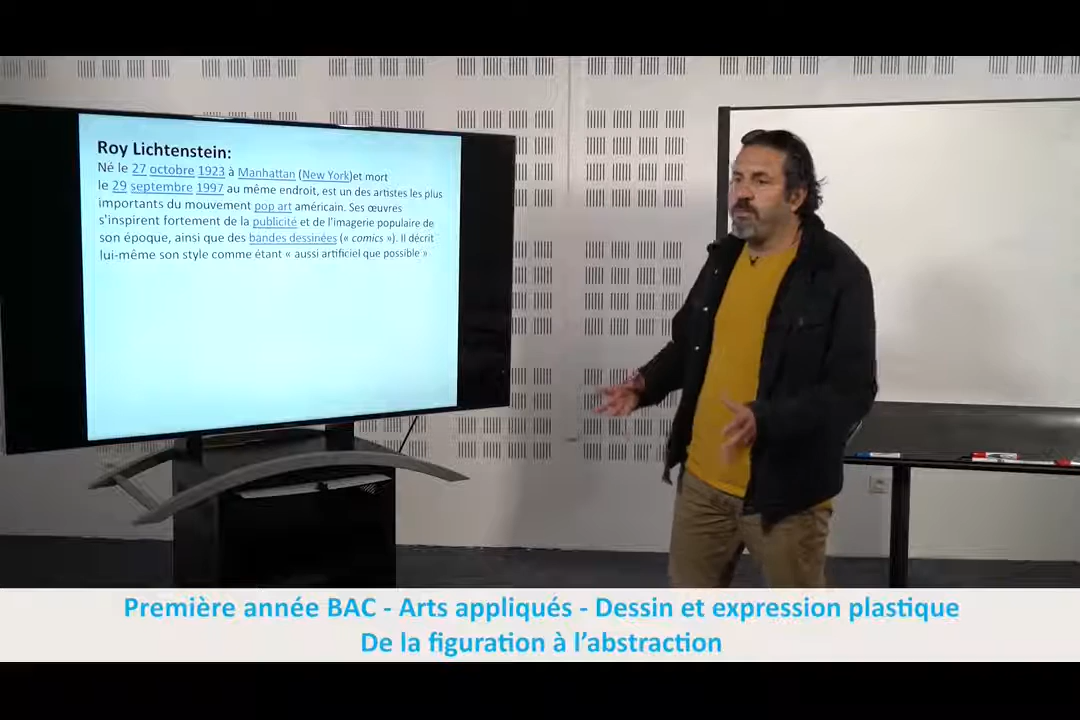 Roy Lichtenstein:
Né le 27 octobre 1923 à Manhattan (New York)et mort
le 29 septembre 1997 au même endroit, est un des artistes les plus
importants du mouvement pop art américain. Ses œuvres
s'inspirent fortement de la publicité et de l'imagerie populaire de
son époque, ainsi que des bandes dessinées (« comics »). Il décrit
lui-même son style comme étant « aussi artificiel que possible »
Première année BAC - Arts appliqués - Dessin et expression plastique
De la figuration à l’abstraction